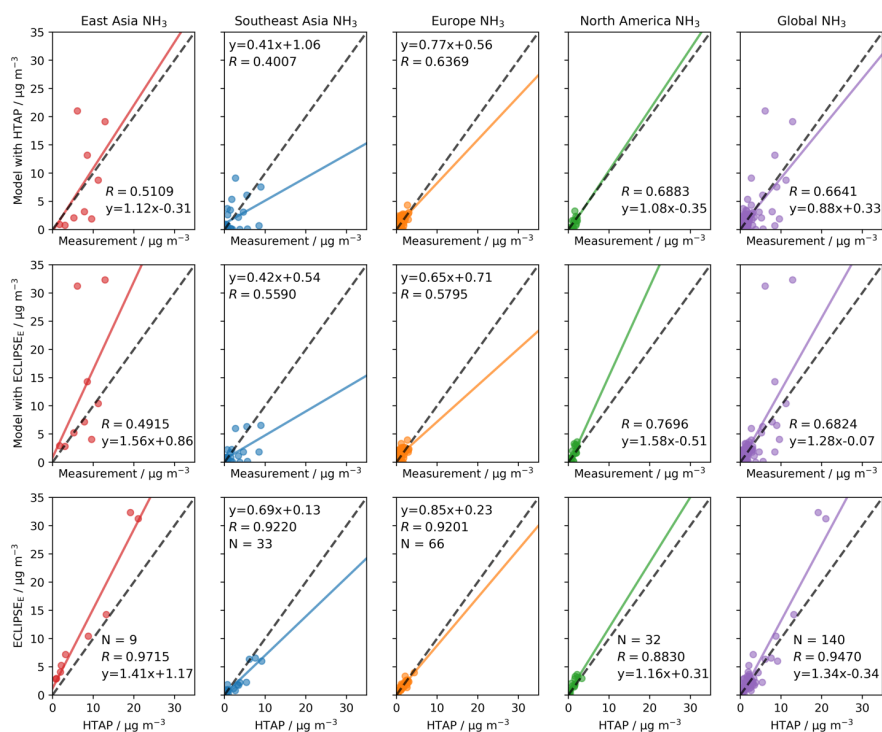 East Asia NH₃
Southeast Asia NH₃
Europe NH₃
North America NH₃
Global NH₃
Model with HTAP / μg m⁻³
35
30
25
20
15
10
5
0
R = 0.5109
y=1.12x-0.31
y=0.41x+1.06
R = 0.4007
y=0.77x+0.56
R = 0.6369
R = 0.6883
y=1.08x-0.35
R = 0.6641
y=0.88x+0.33
Measurement / μg m⁻³
Measurement / μg m⁻³
Measurement / μg m⁻³
Measurement / μg m⁻³
Measurement / μg m⁻³
Model with ECLIPSE_E / μg m⁻³
35
30
25
20
15
10
5
0
R = 0.4915
y=1.56x+0.86
y=0.42x+0.54
R = 0.5590
y=0.65x+0.71
R = 0.5795
R = 0.7696
y=1.58x-0.51
R = 0.6824
y=1.28x-0.07
Measurement / μg m⁻³
Measurement / μg m⁻³
Measurement / μg m⁻³
Measurement / μg m⁻³
Measurement / μg m⁻³
ECLIPSE_E / μg m⁻³
35
30
25
20
15
10
5
0
N = 9
R = 0.9715
y=1.41x+1.17
y=0.69x+0.13
R = 0.9220
N = 33
y=0.85x+0.23
R = 0.9201
N = 66
N = 32
R = 0.8830
y=1.16x+0.31
N = 140
R = 0.9470
y=1.34x-0.34
0 10 20 30
0 10 20 30
0 10 20 30
0 10 20 30
0 10 20 30
HTAP / μg m⁻³
HTAP / μg m⁻³
HTAP / μg m⁻³
HTAP / μg m⁻³
HTAP / μg m⁻³